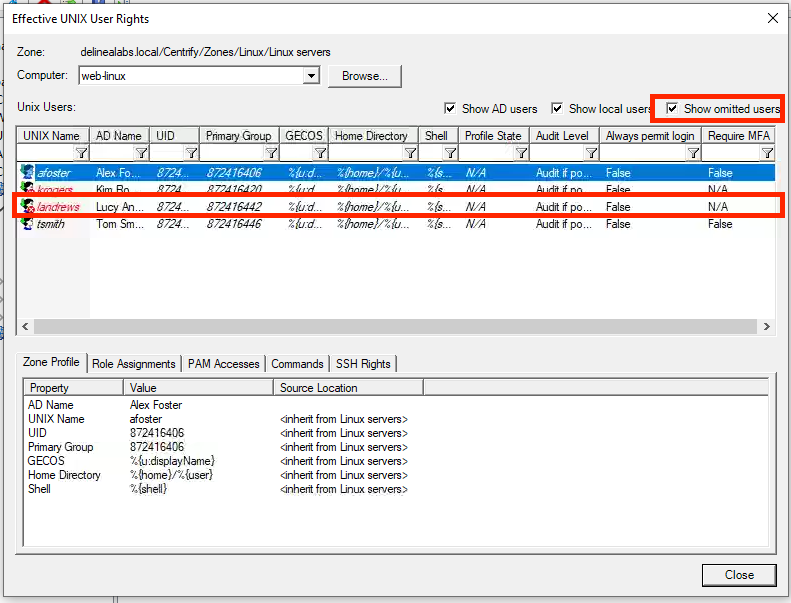 Effective UNIX User Rights
Zone: delinealabs.local/Centrify/Zones/Linux/Linux servers
Computer: web-linux Browse...
Unix Users: Show AD users Show local users Show omitted users
UNIX Name AD Name UID Primary Group GECOS Home Directory Shell Profile State Audit Level Always permit login Require MFA
afoster Alex Fo... 8724... 872416406 %{u:d... %{home}/%{u... %{s... N/A Audit if po... False False
krogers Kim Ro... 8724... 872416420 %{u:d... %{home}/%{u... %{s... N/A Audit if po... False N/A
landrews Lucy An... 8724... 872416442 %{u:d... %{home}/%{u... %{s... N/A Audit if po... False N/A
tsmith Tom Sm... 8724... 872416446 %{u:d... %{home}/%{u... %{s... N/A Audit if po... False False
Zone Profile Role Assignments PAM Accesses Commands SSH Rights
Property Value Source Location
AD Name Alex Foster
UNIX Name afoster <inherit from Linux servers>
UID 872416406 <inherit from Linux servers>
Primary Group 872416406 <inherit from Linux servers>
GECOS %{u:displayName} <inherit from Linux servers>
Home Directory %{home}/%{user} <inherit from Linux servers>
Shell %{shell} <inherit from Linux servers>
Close